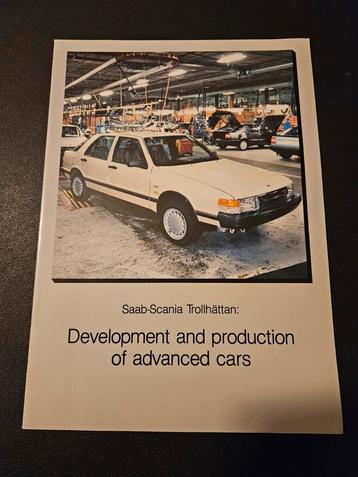 Saab-Scania Trollhättan:
Development and production
of advanced cars